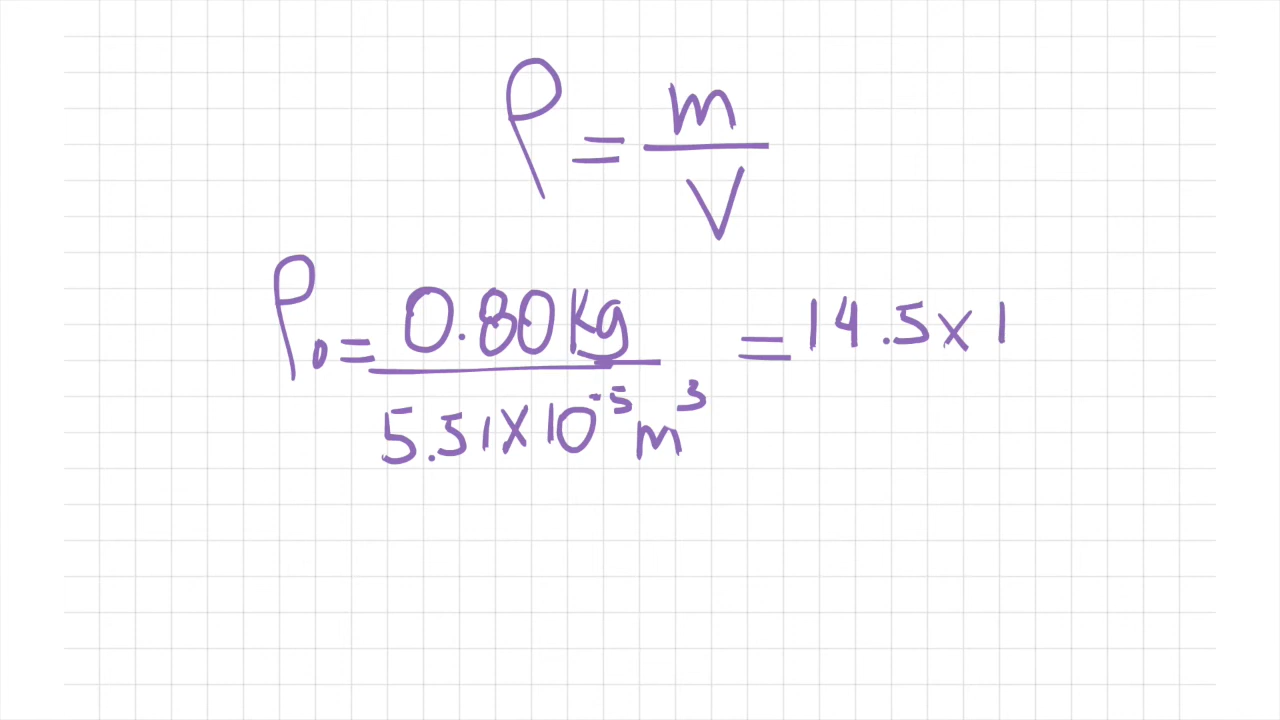 ρ = m/V
ρ₀ = 0.80 kg / 5.51 × 10⁻⁵ m³ = 14.5 × 1